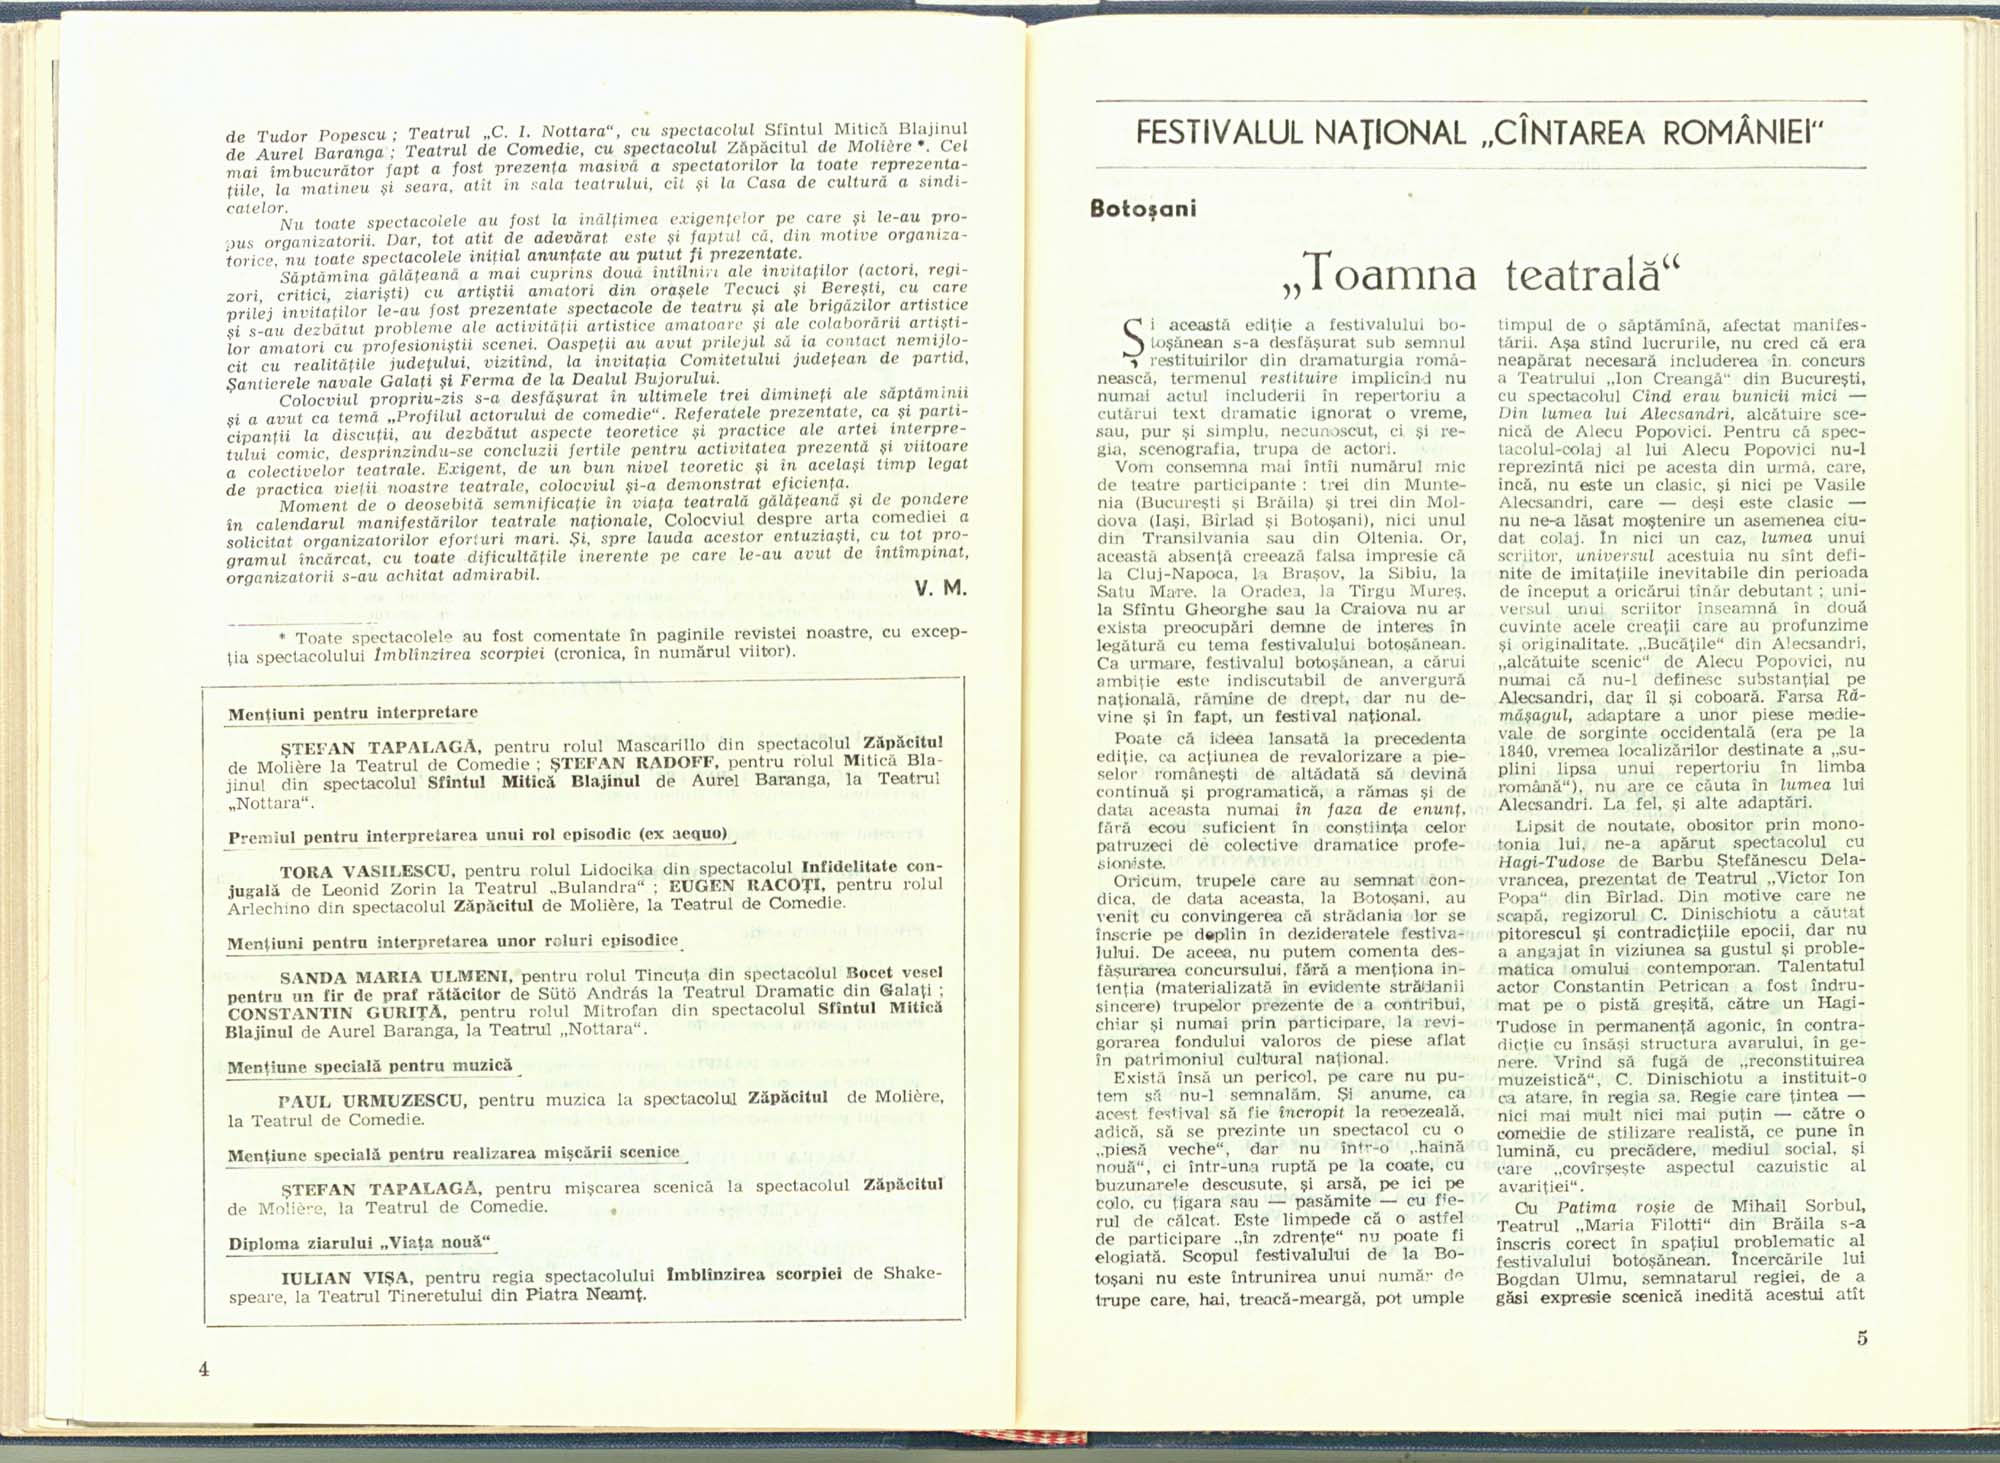 de Tudor Popescu ; Teatrul „C. I. Nottara“, cu spectacolul Sfîntul Mitică Blajinul
de Aurel Baranga ; Teatrul de Comedie, cu spectacolul Zăpăcitul de Molière*. Cel
mai îmbucurător fapt a fost prezența masivă a spectatorilor la toate reprezenta-
țiile, la matineu și seara, atît în sala teatrului, cît și la Casa de cultură a sindi-
catelor.
Nu toate spectacolele au fost la înălțimea exigențelor pe care și le-au pro-
pus organizatorii. Dar, tot atît de adevărat este și faptul că, din motive organiza-
torice, nu toate spectacolele inițial anunțate au putut fi prezentate.
Săptămîna gălățeană a mai cuprins două întîlniri ale invitaților (actori, regi-
zori, critici, ziariști) cu artiștii amatori din orașele Tecuci și Berești, cu care
prilej invitaților le-au fost prezentate spectacole de teatru și ale brigăzilor artistice
și s-au dezbătut probleme ale activității artistice amatoare și ale colaborării artiști-
lor amatori cu profesioniștii scenei. Oaspeții au avut prilejul să ia contact nemijlo-
cit cu realitățile județului, vizitînd, la invitația Comitetului județean de partid,
Șantierele navale Galați și Ferma de la Dealul Bujorului.
Colocviul propriu-zis s-a desfășurat în ultimele trei dimineți ale săptămînii
și a avut ca temă „Profilul actorului de comedie“. Referatele prezentate, ca și parti-
cipanții la discuții, au dezbătut aspecte teoretice și practice ale artei interpre-
tului comic, desprinzîndu-se concluzii fertile pentru activitatea prezentă și viitoare
a colectivelor teatrale. Exigent, de un bun nivel teoretic și în același timp legat
de practica vieții noastre teatrale, colocviul și-a demonstrat eficiența.
Moment de o deosebită semnificație în viața teatrală gălățeană și de pondere
în calendarul manifestărilor teatrale naționale, Colocviul despre arta comediei a
solicitat organizatorilor eforturi mari. Și, spre lauda acestor entuziaști, cu tot pro-
gramul încărcat, cu toate dificultățile inerente pe care le-au avut de întîmpinat,
organizatorii s-au achitat admirabil.
V. M.
* Toate spectacolele au fost comentate în paginile revistei noastre, cu excep-
ția spectacolului Îmblînzirea scorpiei (cronica, în numărul viitor).
Mențiuni pentru interpretare
ȘTEFAN TAPALAGĂ, pentru rolul Mascarillo din spectacolul Zăpăcitul
de Molière la Teatrul de Comedie ; ȘTEFAN RADOFF, pentru rolul Mitică Bla-
jinul din spectacolul Sfîntul Mitică Blajinul de Aurel Baranga, la Teatrul
„Nottara“.
Premiul pentru interpretarea unui rol episodic (ex aequo)
TORA VASILESCU, pentru rolul Lidocika din spectacolul Infidelitate con-
jugală de Leonid Zorin la Teatrul „Bulandra“ ; EUGEN RACOȚI, pentru rolul
Arlechino din spectacolul Zăpăcitul de Molière, la Teatrul de Comedie.
Mențiuni pentru interpretarea unor roluri episodice
SANDA MARIA ULMENI, pentru rolul Tincuța din spectacolul Bocet vesel
pentru un fir de praf rătăcitor de Sütö András la Teatrul Dramatic din Galați ;
CONSTANTIN GURIȚĂ, pentru rolul Mitrofan din spectacolul Sfîntul Mitică
Blajinul de Aurel Baranga, la Teatrul „Nottara“.
Mențiune specială pentru muzică
PAUL URMUZESCU, pentru muzica la spectacolul Zăpăcitul de Molière,
la Teatrul de Comedie.
Mențiune specială pentru realizarea mișcării scenice
ȘTEFAN TAPALAGĂ, pentru mișcarea scenică la spectacolul Zăpăcitul
de Molière, la Teatrul de Comedie.
Diploma ziarului „Viața nouă“
IULIAN VIȘA, pentru regia spectacolului Îmblînzirea scorpiei de Shake-
speare, la Teatrul Tineretului din Piatra Neamț.
4
FESTIVALUL NAȚIONAL „CÎNTAREA ROMÂNIEI“
Botoșani
„Toamna teatrală“
Și această ediție a festivalului bo-
toșănean s-a desfășurat sub semnul
restituirilor din dramaturgia româ-
nească, termenul restituire implicînd nu
numai actul includerii în repertoriu a
cutărui text dramatic ignorat o vreme,
sau, pur și simplu, necunoscut, ci și re-
gia, scenografia, trupa de actori.
Vom consemna mai întîi numărul mic
de teatre participante : trei din Munte-
nia (București și Brăila) și trei din Mol-
dova (Iași, Bîrlad și Botoșani), nici unul
din Transilvania sau din Oltenia. Or,
această absență creează falsa impresie că
la Cluj-Napoca, la Brașov, la Sibiu, la
Satu Mare, la Oradea, la Tîrgu Mureș,
la Sfîntu Gheorghe sau la Craiova nu ar
exista preocupări demne de interes în
legătură cu tema festivalului botoșănean.
Ca urmare, festivalul botoșănean, a cărui
ambiție este indiscutabil de anvergură
națională, rămîne de drept, dar nu de-
vine și în fapt, un festival național.
Poate că ideea lansată la precedenta
ediție, ca acțiunea de revalorizare a pie-
selor românești de altădată să devină
continuă și programatică, a rămas și de
data aceasta numai în faza de enunț,
fără ecou suficient în conștiința celor
patruzeci de colective dramatice profe-
sioniste.
Oricum, trupele care au semnat con-
dica, de data aceasta, la Botoșani, au
venit cu convingerea că strădania lor se
înscrie pe deplin în dezideratele festiva-
lului. De aceea, nu putem comenta des-
fășurarea concursului, fără a menționa in-
tenția (materializată în evidente strădanii
sincere) trupelor prezente de a contribui,
chiar și numai prin participare, la revi-
gorarea fondului valoros de piese aflat
în patrimoniul cultural național.
Există însă un pericol, pe care nu pu-
tem să nu-l semnalăm. Și anume, ca
acest festival să fie încropit la repezeală,
adică, să se prezinte un spectacol cu o
„piesă veche“, dar nu într-o „haină
nouă“, ci într-una ruptă pe la coate, cu
buzunarele descusute, și arsă, pe ici pe
colo, cu țigara sau — pasămite — cu fie-
rul de călcat. Este limpede că o astfel
de participare „în zdrențe“ nu poate fi
elogiată. Scopul festivalului de la Bo-
toșani nu este întrunirea unui număr de
trupe care, hai, treacă-meargă, pot umple
timpul de o săptămînă, afectat manifes-
tării. Așa stînd lucrurile, nu cred că era
neapărat necesară includerea în concurs
a Teatrului „Ion Creangă“ din București,
cu spectacolul Cînd erau bunicii mici —
Din lumea lui Alecsandri, alcătuire sce-
nică de Alecu Popovici. Pentru că spec-
tacolul-colaj al lui Alecu Popovici nu-l
reprezintă nici pe acesta din urmă, care,
încă, nu este un clasic, și nici pe Vasile
Alecsandri, care — deși este clasic —
nu ne-a lăsat moștenire un asemenea ciu-
dat colaj. În nici un caz, lumea unui
scriitor, universul acestuia nu sînt defi-
nite de imitațiile inevitabile din perioada
de început a oricărui tînăr debutant ; uni-
versul unui scriitor înseamnă în două
cuvinte acele creații care au profunzime
și originalitate. „Bucățile“ din Alecsandri,
„alcătuite scenic“ de Alecu Popovici, nu
numai că nu-l definesc substanțial pe
Alecsandri, dar îl și coboară. Farsa Ră-
mășagul, adaptare a unor piese medie-
vale de sorginte occidentală (era pe la
1840, vremea localizărilor destinate a „su-
plini lipsa unui repertoriu în limba
română“), nu are ce căuta în lumea lui
Alecsandri. La fel, și alte adaptări.
Lipsit de noutate, obositor prin mono-
tonia lui, ne-a apărut spectacolul cu
Hagi-Tudose de Barbu Ștefănescu Dela-
vrancea, prezentat de Teatrul „Victor Ion
Popa“ din Bîrlad. Din motive care ne
scapă, regizorul C. Dinischiotu a căutat
pitorescul și contradicțiile epocii, dar nu
a angajat în viziunea sa gustul și proble-
matica omului contemporan. Talentatul
actor Constantin Petrican a fost îndru-
mat pe o pistă greșită, către un Hagi-
Tudose în permanență agonic, în contra-
dicție cu însăși structura avarului, în ge-
nere. Vrînd să fugă de „reconstituirea
muzeistică“, C. Dinischiotu a instituit-o
ca atare, în regia sa. Regie care țintea —
nici mai mult nici mai puțin — către o
comedie de stilizare realistă, ce pune în
lumină, cu precădere, mediul social, și
care „covîrșește aspectul cazuistic al
avariției“.
Cu Patima roșie de Mihail Sorbul,
Teatrul „Maria Filotti“ din Brăila s-a
înscris corect în spațiul problematic al
festivalului botoșănean. Încercările lui
Bogdan Ulmu, semnatarul regiei, de a
găsi expresie scenică inedită acestui atît
5